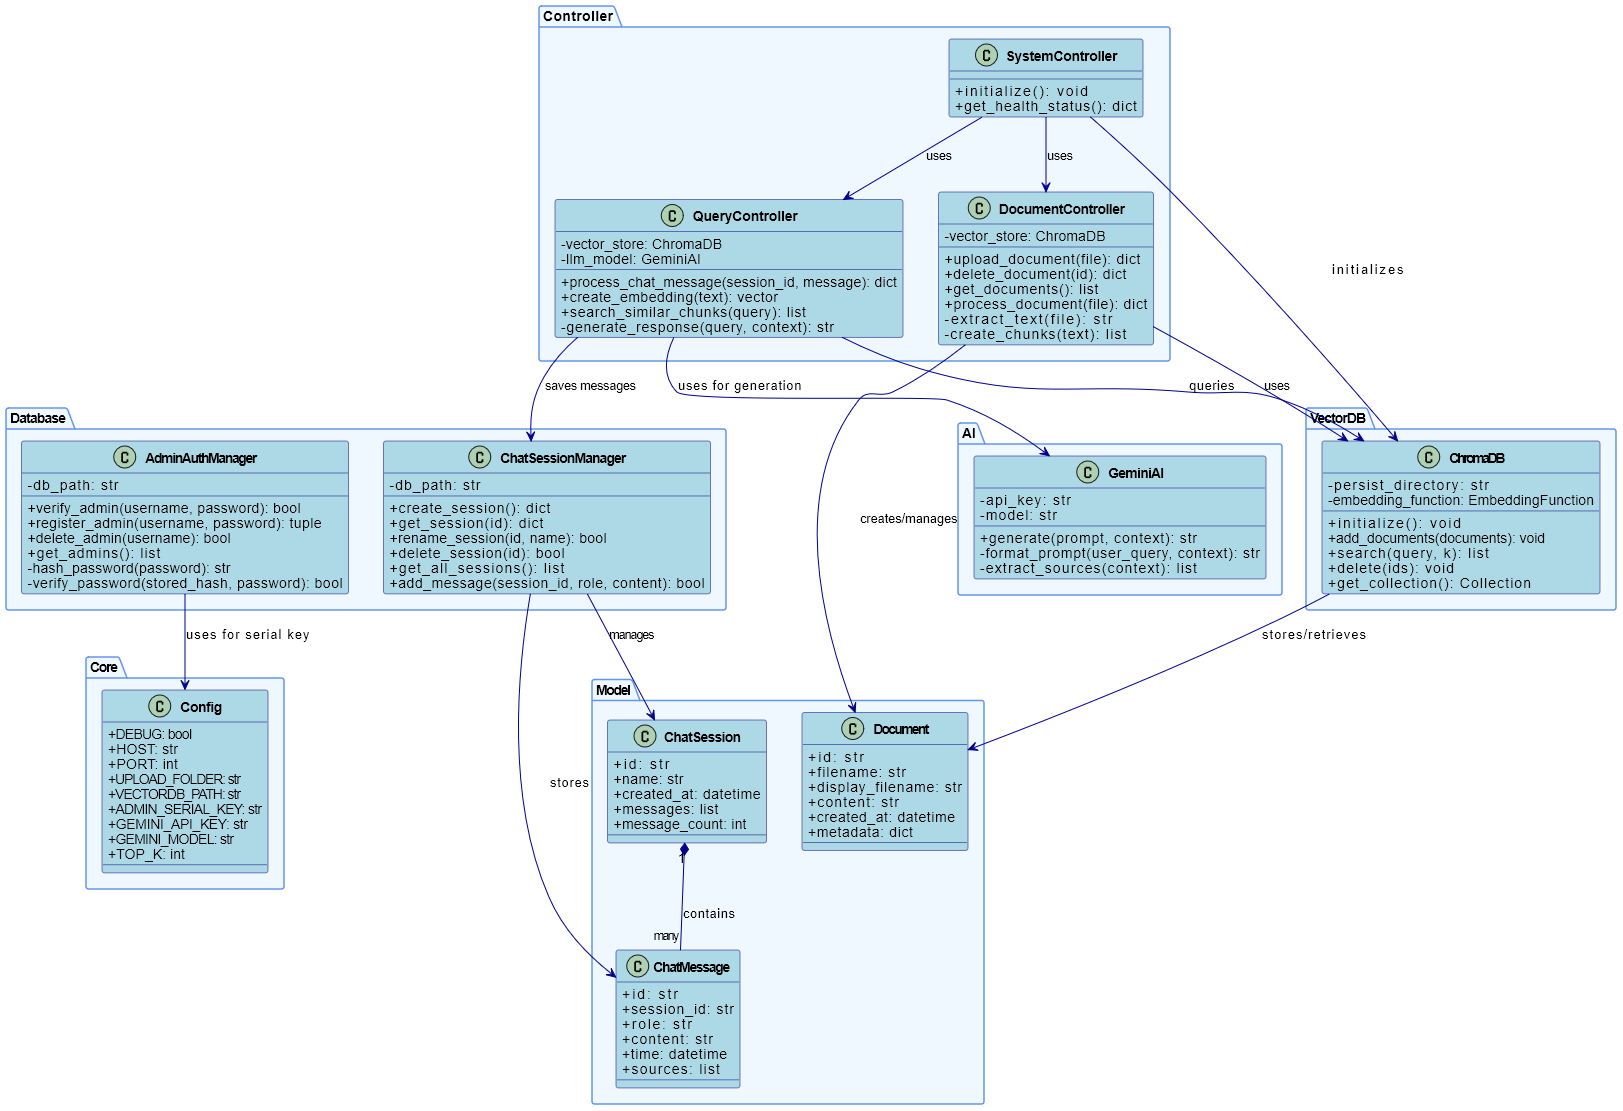 Controller
C SystemController
+initialize(): void
+get_health_status(): dict
uses
uses
initializes
C QueryController
-vector_store: ChromaDB
-llm_model: GeminiAI
+process_chat_message(session_id, message): dict
+create_embedding(text): vector
+search_similar_chunks(query): list
-generate_response(query, context): str
C DocumentController
-vector_store: ChromaDB
+upload_document(file): dict
+delete_document(id): dict
+get_documents(): list
+process_document(file): dict
-extract_text(file): str
-create_chunks(text): list
saves messages
uses for generation
queries
uses
creates/manages
Database
C AdminAuthManager
-db_path: str
+verify_admin(username, password): bool
+register_admin(username, password): tuple
+delete_admin(username): bool
+get_admins(): list
-hash_password(password): str
-verify_password(stored_hash, password): bool
C ChatSessionManager
-db_path: str
+create_session(): dict
+get_session(id): dict
+rename_session(id, name): bool
+delete_session(id): bool
+get_all_sessions(): list
+add_message(session_id, role, content): bool
AI
C GeminiAI
-api_key: str
-model: str
+generate(prompt, context): str
-format_prompt(user_query, context): str
-extract_sources(context): list
VectorDB
C ChromaDB
-persist_directory: str
-embedding_function: EmbeddingFunction
+initialize(): void
+add_documents(documents): void
+search(query, k): list
+delete(ids): void
+get_collection(): Collection
uses for serial key
manages
stores/retrieves
stores
Core
C Config
+DEBUG: bool
+HOST: str
+PORT: int
+UPLOAD_FOLDER: str
+VECTORDB_PATH: str
+ADMIN_SERIAL_KEY: str
+GEMINI_API_KEY: str
+GEMINI_MODEL: str
+TOP_K: int
Model
C ChatSession
+id: str
+name: str
+created_at: datetime
+messages: list
+message_count: int
C Document
+id: str
+filename: str
+display_filename: str
+content: str
+created_at: datetime
+metadata: dict
1
contains
many
C ChatMessage
+id: str
+session_id: str
+role: str
+content: str
+time: datetime
+sources: list